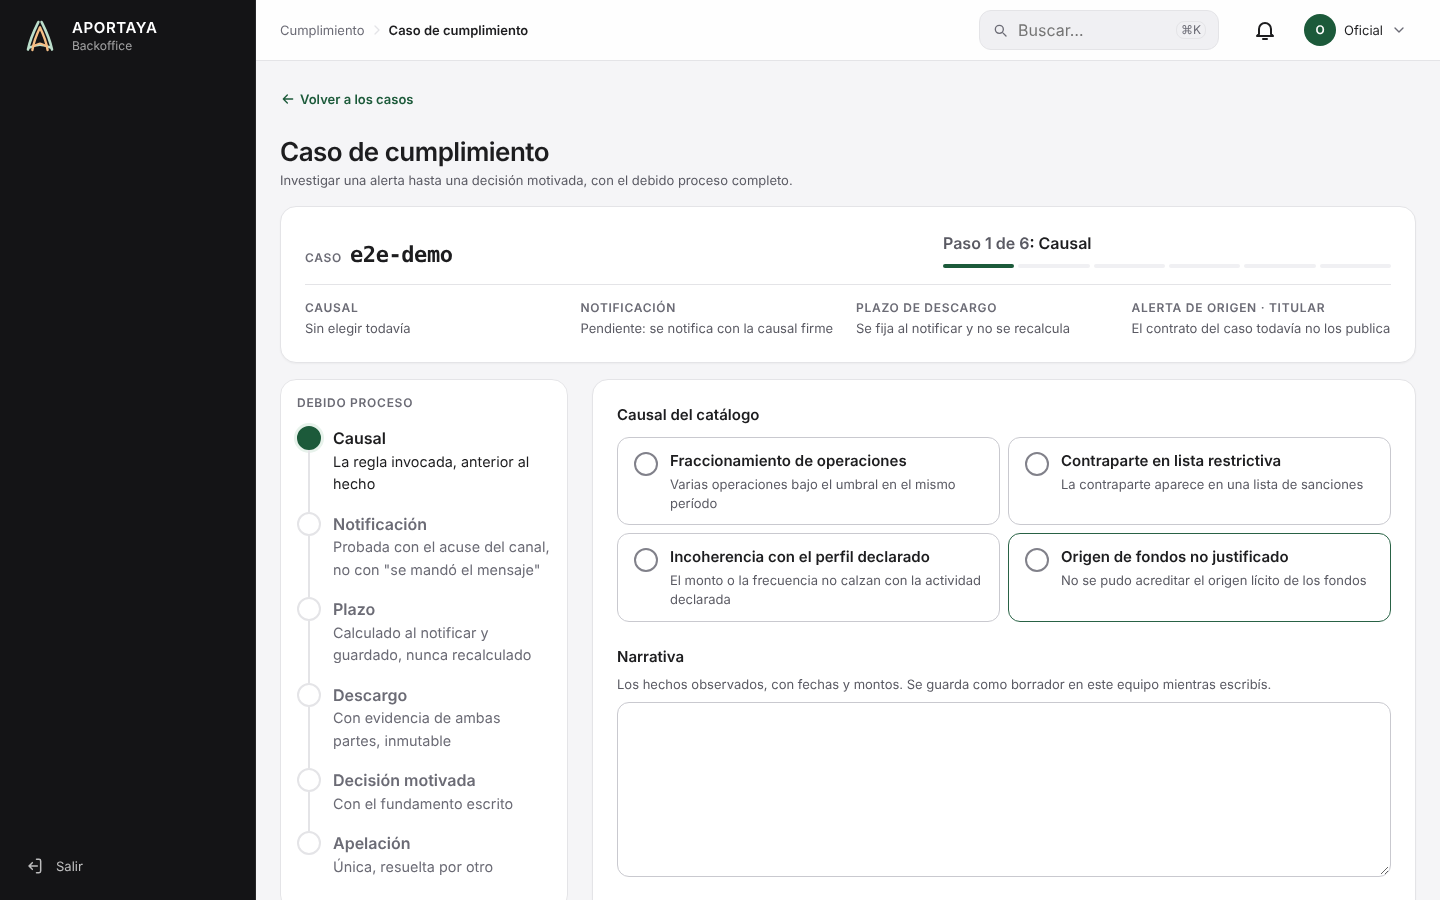 APORTAYA
Backoffice
Cumplimiento
Caso de cumplimiento
Buscar...
⌘K
O
Oficial
Volver a los casos
Caso de cumplimiento
Investigar una alerta hasta una decisión motivada, con el debido proceso completo.
CASO e2e-demo
Paso 1 de 6: Causal
CAUSAL
Sin elegir todavía
NOTIFICACIÓN
Pendiente: se notifica con la causal firme
PLAZO DE DESCARGO
Se fija al notificar y no se recalcula
ALERTA DE ORIGEN · TITULAR
El contrato del caso todavía no los publica
DEBIDO PROCESO
Causal
La regla invocada, anterior al
hecho
Notificación
Probada con el acuse del canal,
no con "se mandó el mensaje"
Plazo
Calculado al notificar y
guardado, nunca recalculado
Descargo
Con evidencia de ambas
partes, inmutable
Decisión motivada
Con el fundamento escrito
Apelación
Única, resuelta por otro
Causal del catálogo
Fraccionamiento de operaciones
Varias operaciones bajo el umbral en el mismo
período
Contraparte en lista restrictiva
La contraparte aparece en una lista de sanciones
Incoherencia con el perfil declarado
El monto o la frecuencia no calzan con la actividad
declarada
Origen de fondos no justificado
No se pudo acreditar el origen lícito de los fondos
Narrativa
Los hechos observados, con fechas y montos. Se guarda como borrador en este equipo mientras escribís.
Salir